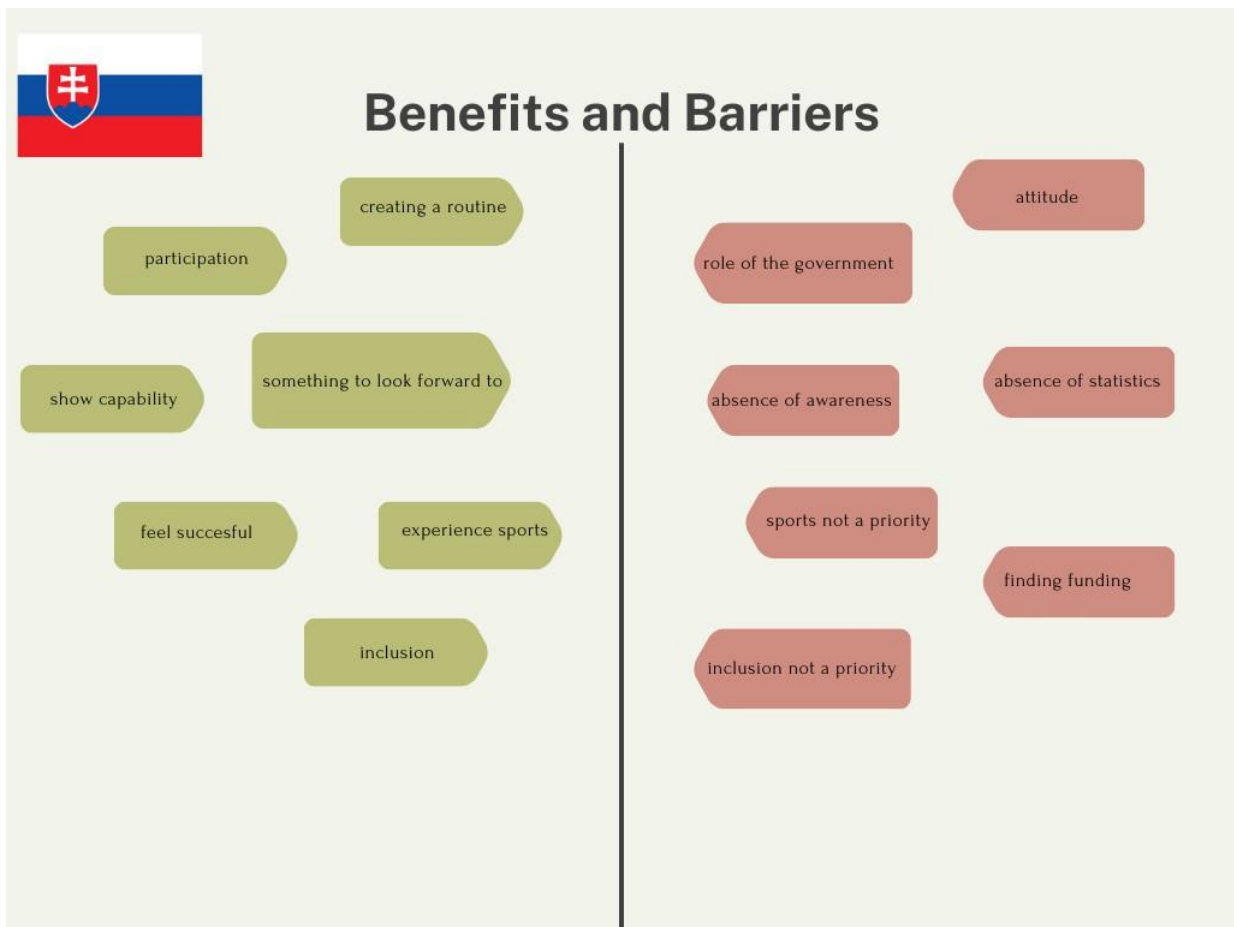 Benefits and Barriers
creating a routine
participation
something to look forward to
show capability
feel succesful
experience sports
inclusion
attitude
role of the government
absence of statistics
absence of awareness
sports not a priority
finding funding
inclusion not a priority